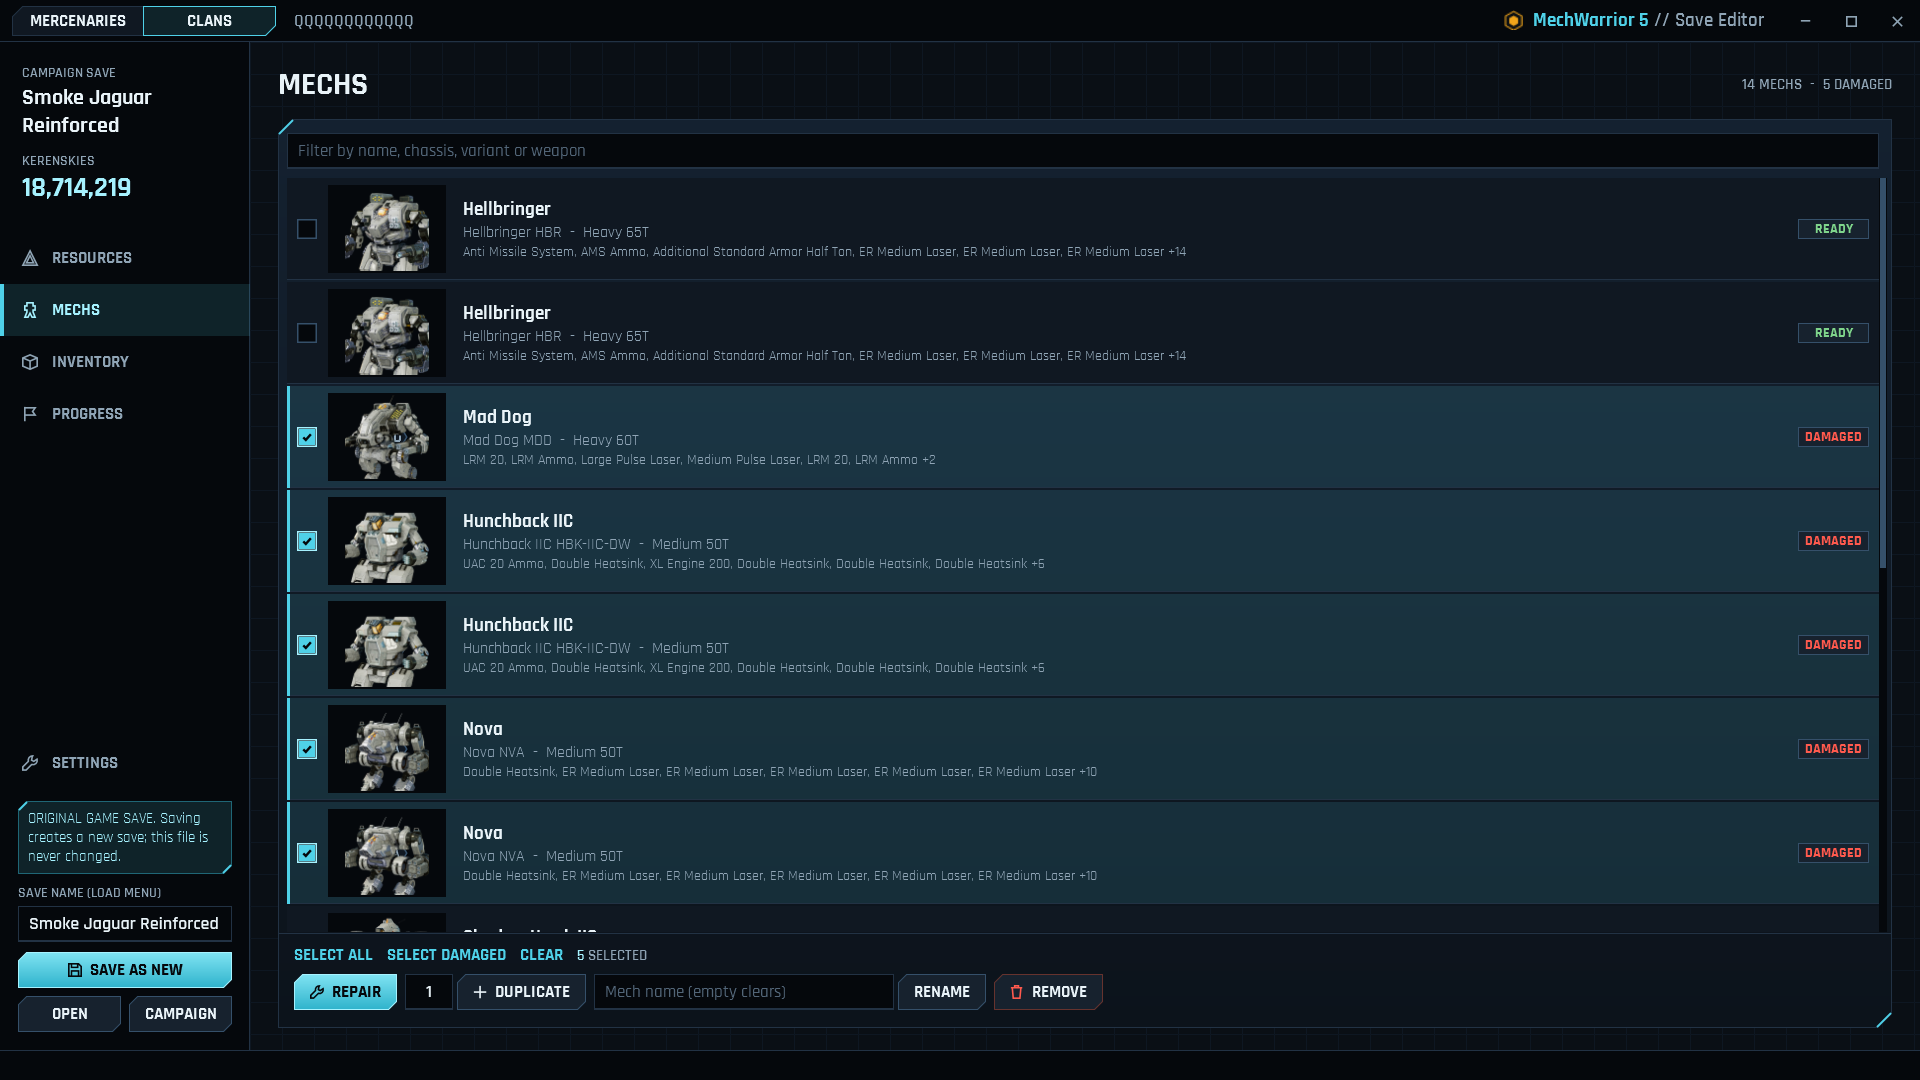 MERCENARIES
CLANS
QQQQQQQQQQQQ
MechWarrior 5 // Save Editor
CAMPAIGN SAVE
Smoke Jaguar
Reinforced
KERENSKIES
18,714,219
RESOURCES
MECHS
INVENTORY
PROGRESS
SETTINGS
ORIGINAL GAME SAVE. Saving
creates a new save; this file is
never changed.
SAVE NAME (LOAD MENU)
Smoke Jaguar Reinforced
SAVE AS NEW
OPEN
CAMPAIGN
MECHS
14 MECHS - 5 DAMAGED
Filter by name, chassis, variant or weapon
Hellbringer
Hellbringer HBR - Heavy 65T
Anti Missile System, AMS Ammo, Additional Standard Armor Half Ton, ER Medium Laser, ER Medium Laser, ER Medium Laser +14
READY
Hellbringer
Hellbringer HBR - Heavy 65T
Anti Missile System, AMS Ammo, Additional Standard Armor Half Ton, ER Medium Laser, ER Medium Laser, ER Medium Laser +14
READY
Mad Dog
Mad Dog MDD - Heavy 60T
LRM 20, LRM Ammo, Large Pulse Laser, Medium Pulse Laser, LRM 20, LRM Ammo +2
DAMAGED
Hunchback IIC
Hunchback IIC HBK-IIC-DW - Medium 50T
UAC 20 Ammo, Double Heatsink, XL Engine 200, Double Heatsink, Double Heatsink, Double Heatsink +6
DAMAGED
Hunchback IIC
Hunchback IIC HBK-IIC-DW - Medium 50T
UAC 20 Ammo, Double Heatsink, XL Engine 200, Double Heatsink, Double Heatsink, Double Heatsink +6
DAMAGED
Nova
Nova NVA - Medium 50T
Double Heatsink, ER Medium Laser, ER Medium Laser, ER Medium Laser, ER Medium Laser, ER Medium Laser +10
DAMAGED
Nova
Nova NVA - Medium 50T
Double Heatsink, ER Medium Laser, ER Medium Laser, ER Medium Laser, ER Medium Laser, ER Medium Laser +10
DAMAGED
SELECT ALL
SELECT DAMAGED
CLEAR
5 SELECTED
REPAIR
1
DUPLICATE
Mech name (empty clears)
RENAME
REMOVE